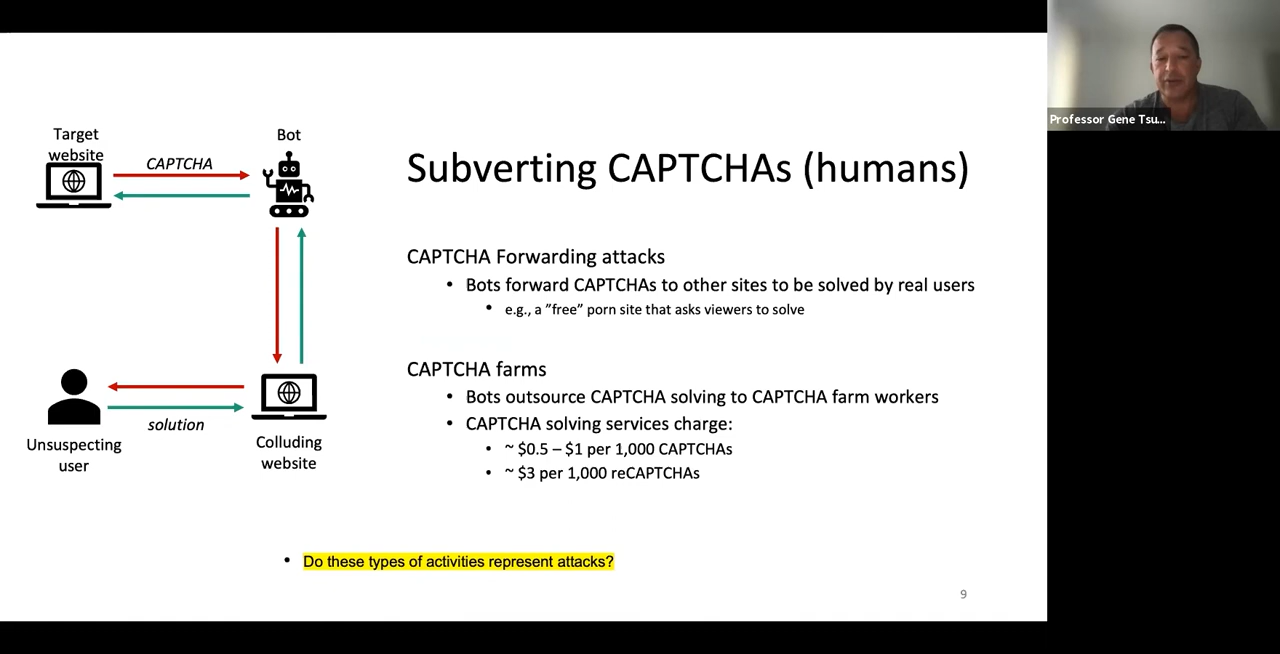 Target
website
CAPTCHA
Bot
Unsuspecting
user
solution
Colluding
website
Subverting CAPTCHAs (humans)
CAPTCHA Forwarding attacks
• Bots forward CAPTCHAs to other sites to be solved by real users
• e.g., a ”free” porn site that asks viewers to solve
CAPTCHA farms
• Bots outsource CAPTCHA solving to CAPTCHA farm workers
• CAPTCHA solving services charge:
• ~ $0.5 – $1 per 1,000 CAPTCHAs
• ~ $3 per 1,000 reCAPTCHAs
• Do these types of activities represent attacks?
9
Professor Gene Tsu...